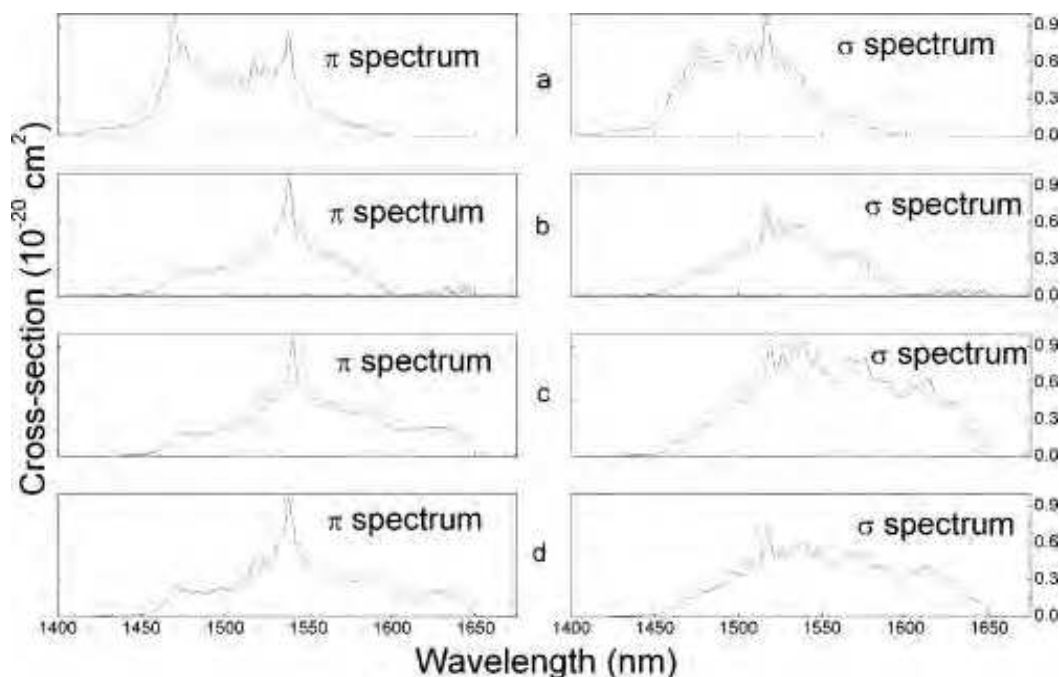 Cross-section (10⁻²⁰ cm²)
π spectrum
a
σ spectrum
0.9
0.6
0.3
0.0
π spectrum
b
σ spectrum
0.9
0.6
0.3
0.0
π spectrum
c
σ spectrum
0.9
0.6
0.3
0.0
π spectrum
d
σ spectrum
0.9
0.6
0.3
0.0
1400 1450 1500 1550 1600 1650
1400 1450 1500 1550 1600 1650
Wavelength (nm)